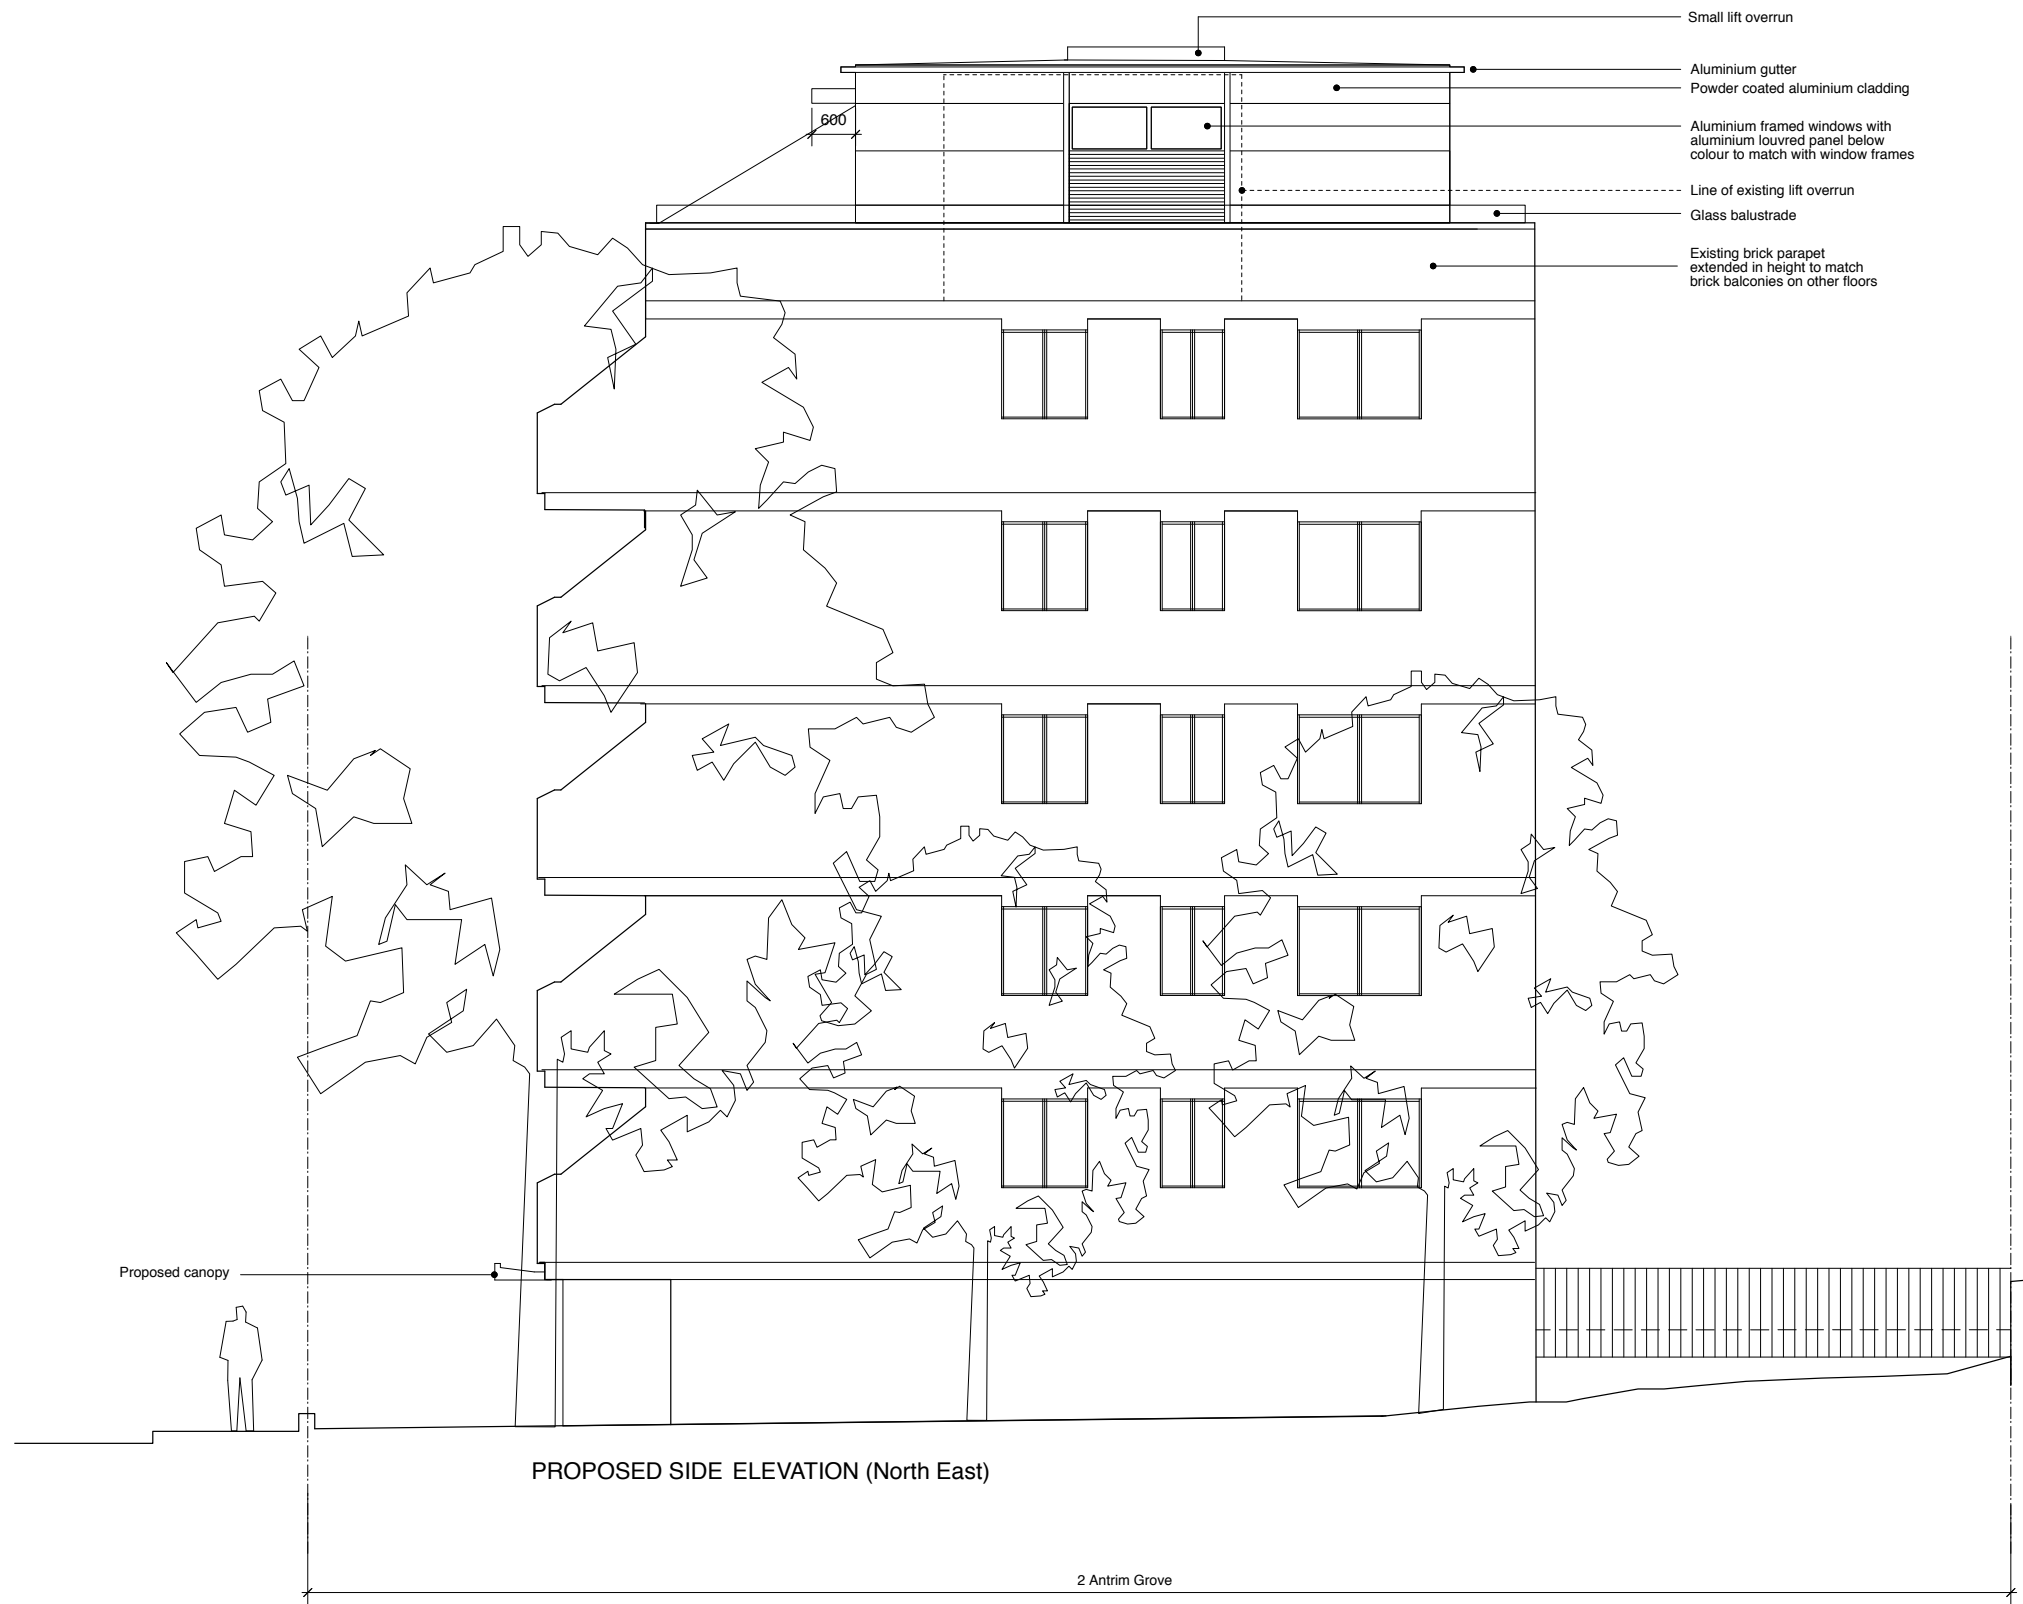 Small lift overrun
Aluminium gutter
Powder coated aluminium cladding
600
Aluminium framed windows with
aluminium louvred panel below
colour to match with window frames
Line of existing lift overrun
Glass balustrade
Existing brick parapet
extended in height to match
brick balconies on other floors
Proposed canopy
PROPOSED SIDE ELEVATION (North East)
2 Antrim Grove